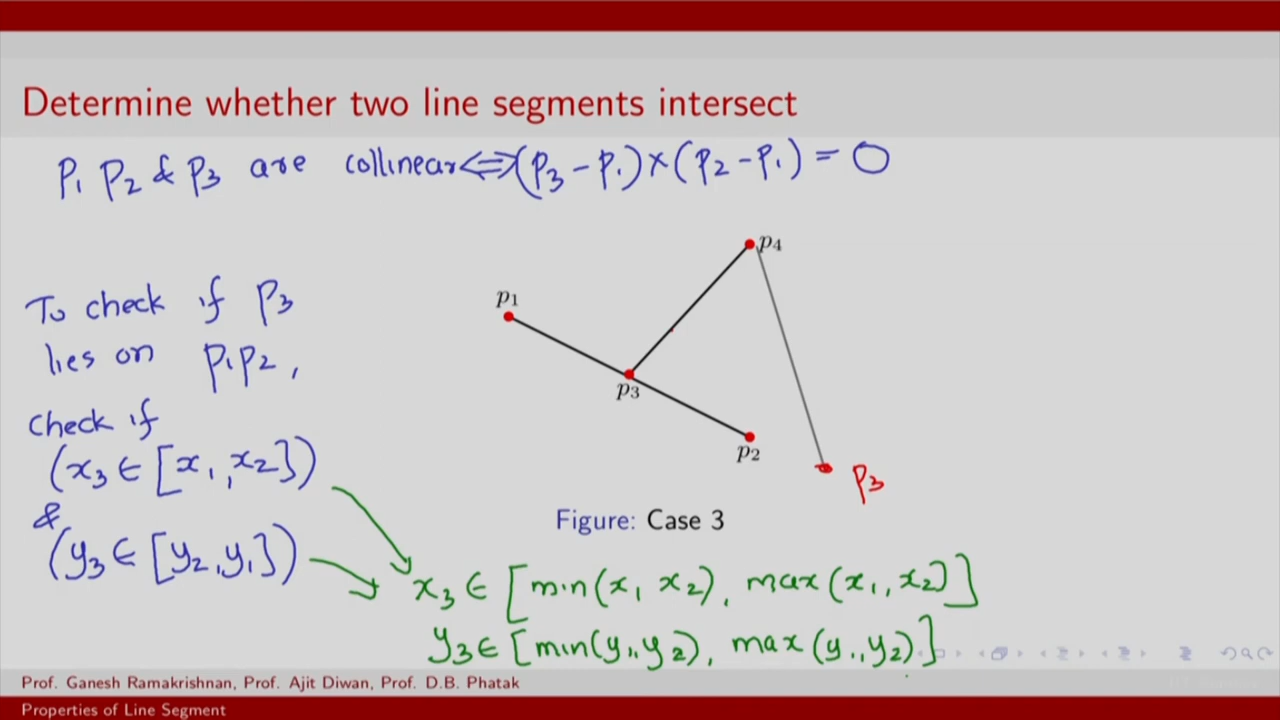 Determine whether two line segments intersect
P1 P2 & P3 are collinear ⟺ (P3 - P1) × (P2 - P1) = 0
p4
p1
To check if P3
lies on P1P2,
p3
check if
p2
(x3 ∈ [x1, x2])
P3
&
Figure: Case 3
(y3 ∈ [y2, y1])
x3 ∈ [min(x1 x2), max(x1, x2)]
y3 ∈ [min(y1, y2), max(y1, y2)]
Prof. Ganesh Ramakrishnan, Prof. Ajit Diwan, Prof. D.B. Phatak
Properties of Line Segment